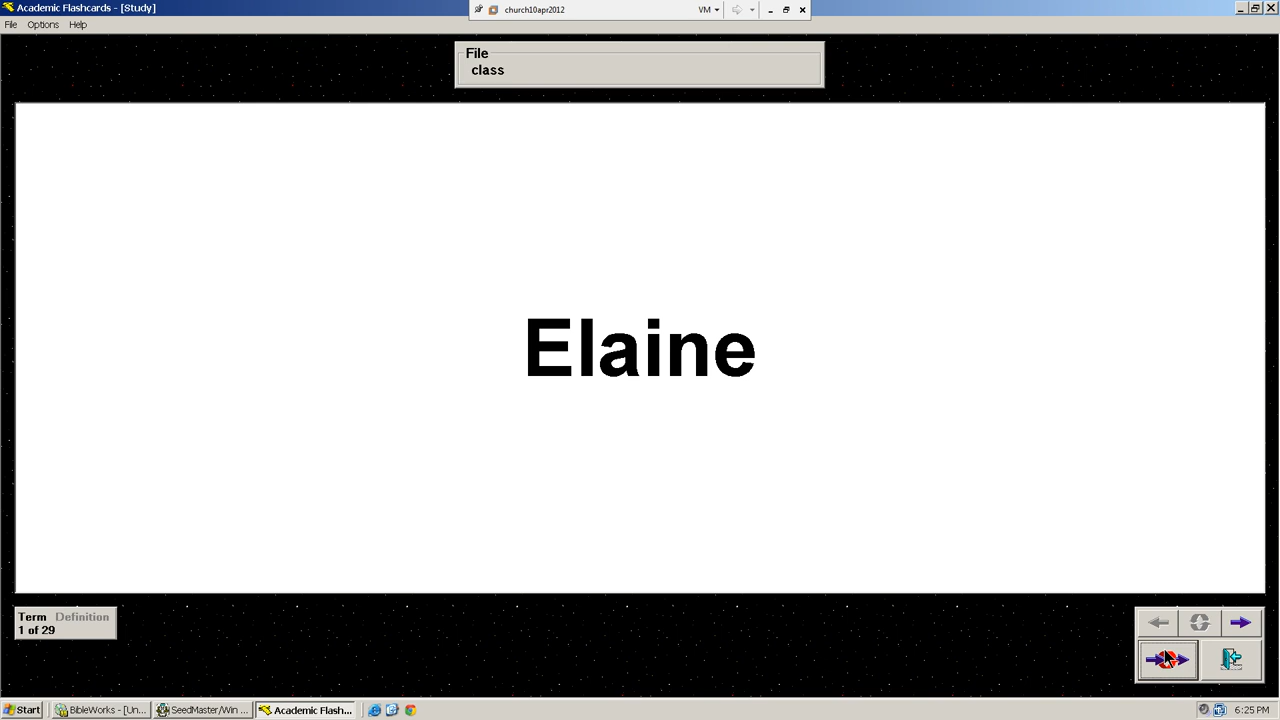 Academic Flashcards - [Study]
church10apr2012
VM
File Options Help
File
class
Elaine
Term Definition
1 of 29
Start
BibleWorks - [Un...
SeedMaster/Win ...
Academic Flash...
6:25 PM